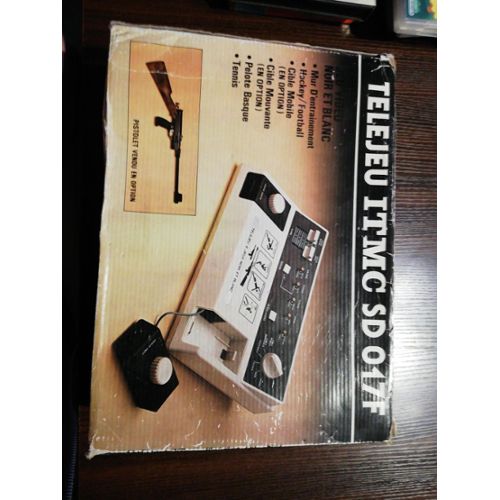 TELEJEU ITMC SD 017F
NOIR ET BLANC
• Mur D'entrainement
• Hockey/Football
• Cible Mobile
(EN OPTION)
• Cible Mouvante
(EN OPTION)
• Pelote Basque
• Tennis
PISTOLET VENDU EN OPTION